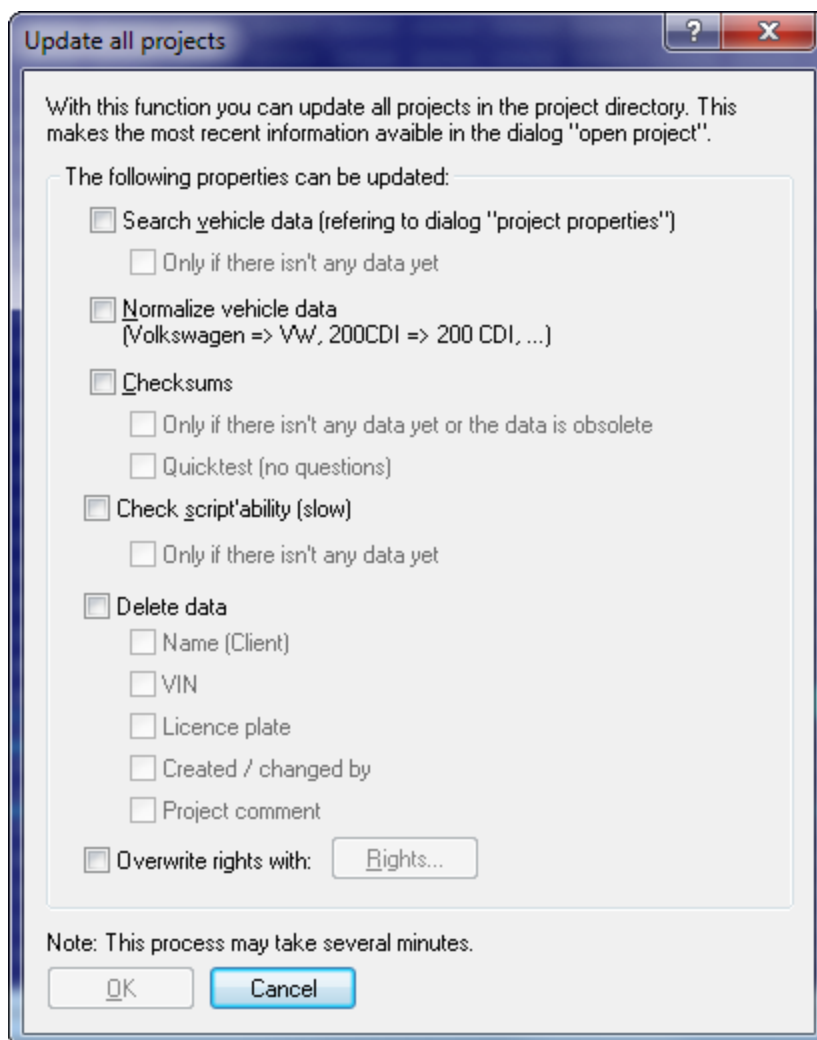 Update all projects
?
With this function you can update all projects in the project directory. This
makes the most recent information avaible in the dialog "open project".
The following properties can be updated:
Search vehicle data (refering to dialog "project properties")
Only if there isn't any data yet
Normalize vehicle data
(Volkswagen => VW, 200CDI => 200 CDI, ...)
Checksums
Only if there isn't any data yet or the data is obsolete
Quicktest (no questions)
Check script'ability (slow)
Only if there isn't any data yet
Delete data
Name (Client)
VIN
Licence plate
Created / changed by
Project comment
Overwrite rights with: Rights...
Note: This process may take several minutes.
OK Cancel